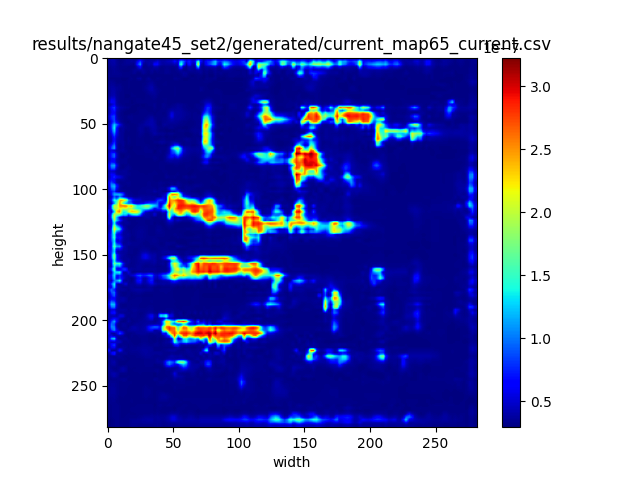 results/nangate45_set2/generated/current_map65_current.csv
1e−7
0
50
100
150
200
250
height
0 50 100 150 200 250
width
3.0
2.5
2.0
1.5
1.0
0.5